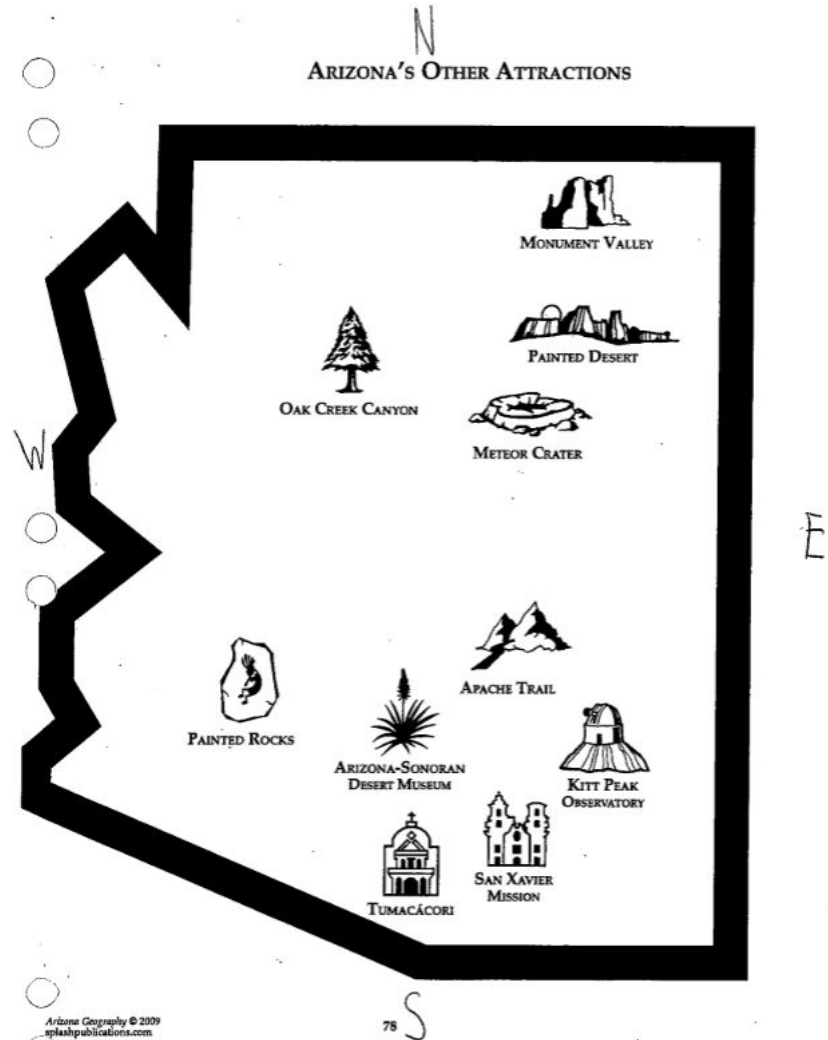 N
ARIZONA'S OTHER ATTRACTIONS
MONUMENT VALLEY
PAINTED DESERT
OAK CREEK CANYON
METEOR CRATER
W
E
APACHE TRAIL
PAINTED ROCKS
ARIZONA-SONORAN
DESERT MUSEUM
KITT PEAK
OBSERVATORY
SAN XAVIER
MISSION
TUMACÁCORI
Arizona Geography © 2009
splashpublications.com
78
S